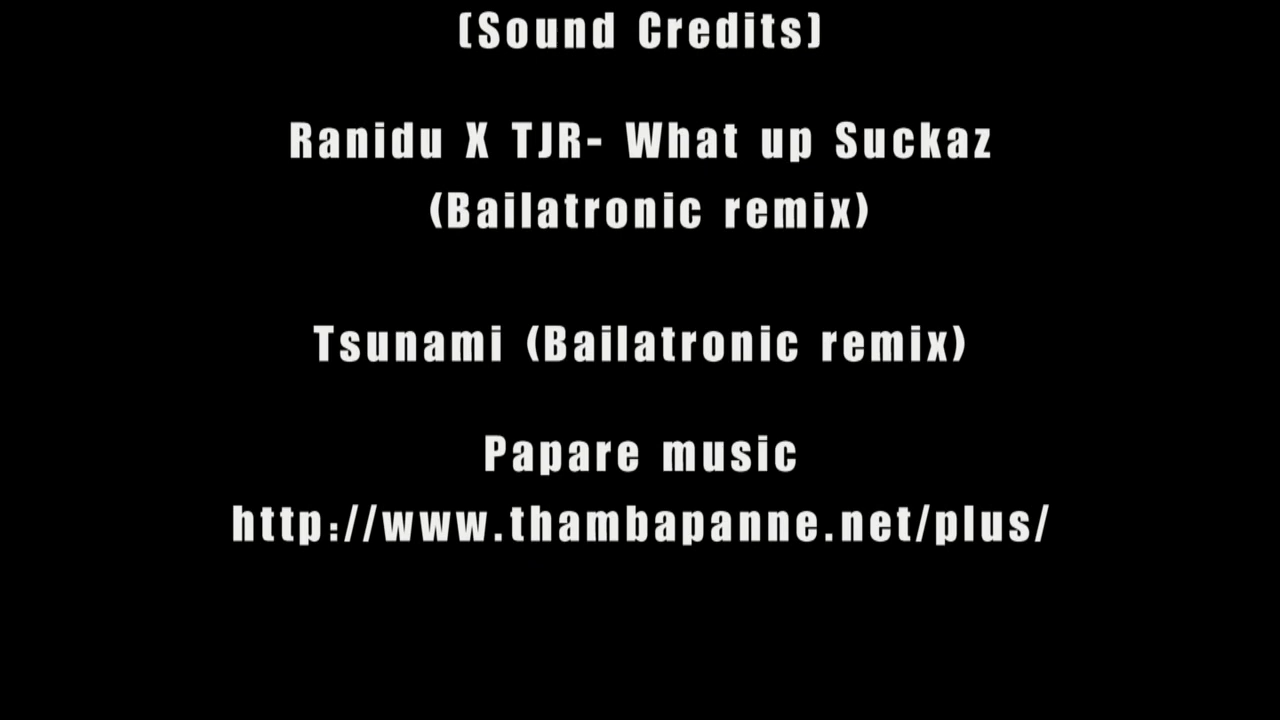 (Sound Credits)
Ranidu X TJR- What up Suckaz
(Bailatronic remix)
Tsunami (Bailatronic remix)
Papare music
http://www.thambapanne.net/plus/